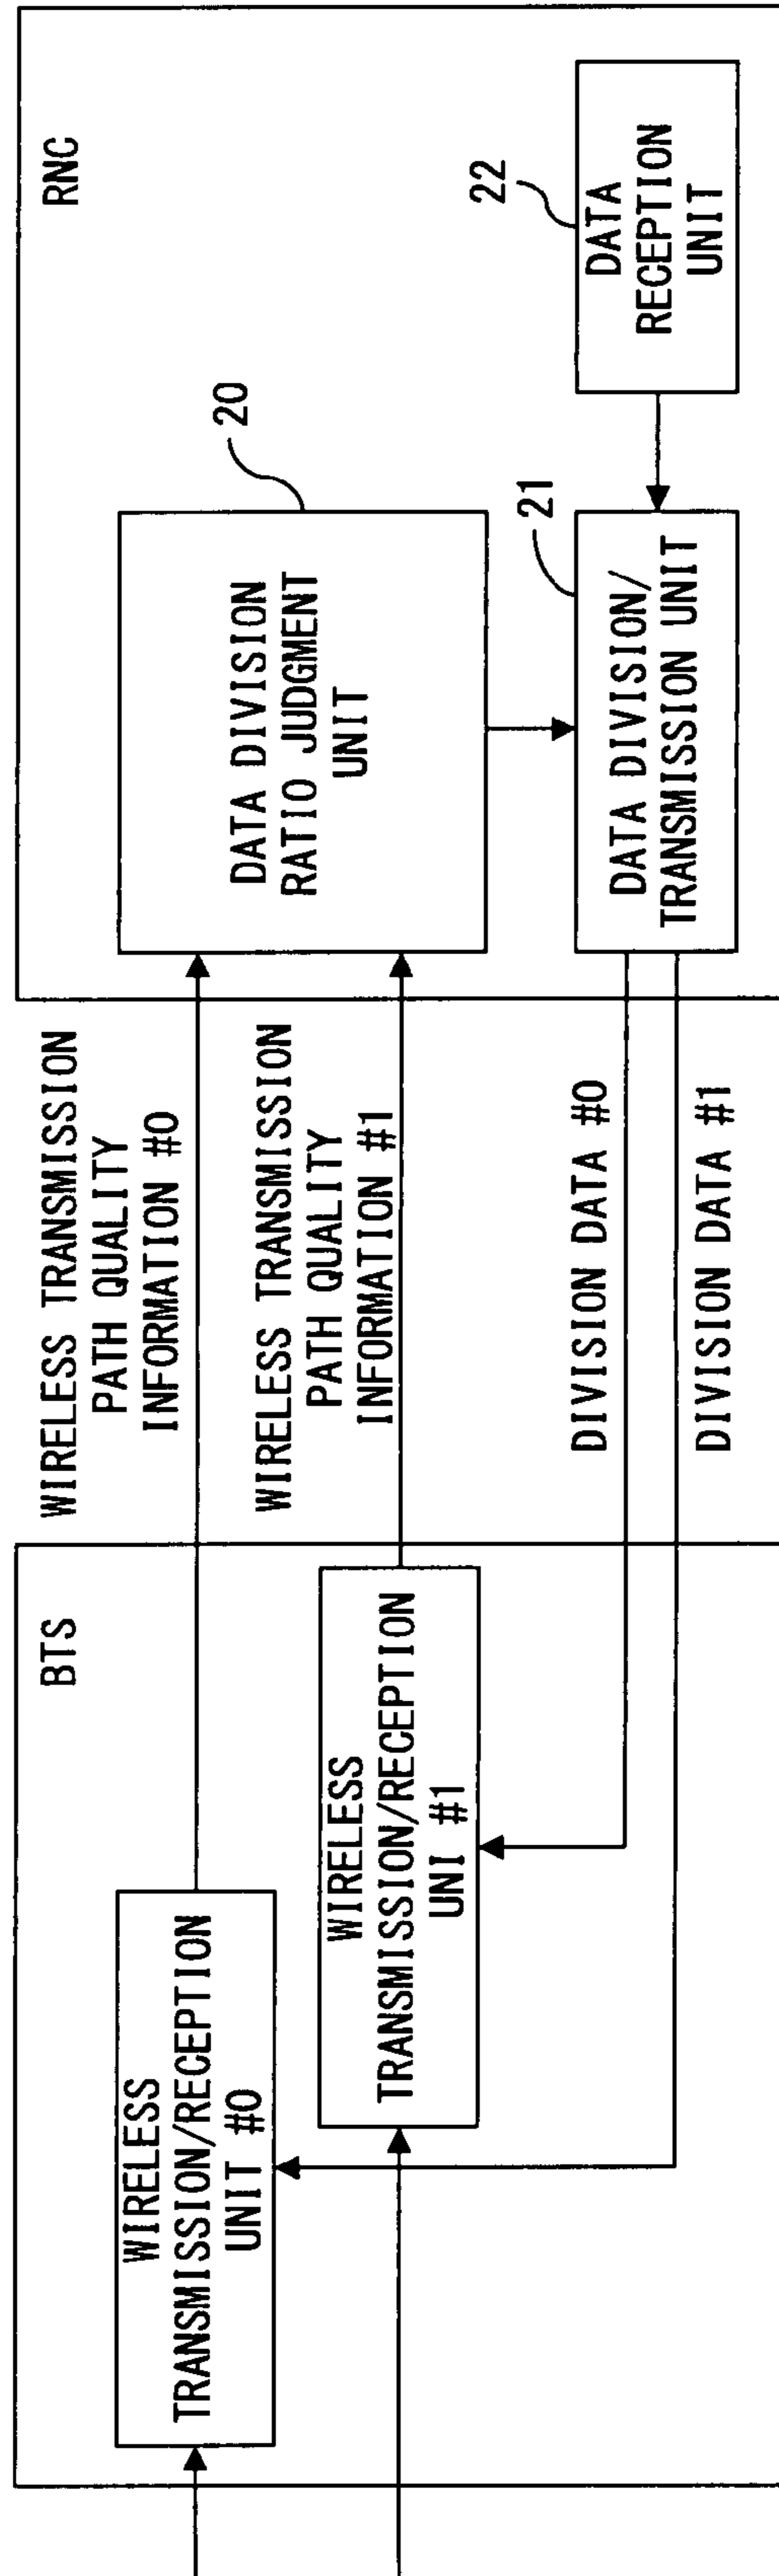 BTS
WIRELESS
TRANSMISSION/RECEPTION
UNIT #0
WIRELESS
TRANSMISSION/RECEPTION
UNI #1
WIRELESS TRANSMISSION
PATH QUALITY
INFORMATION #0
WIRELESS TRANSMISSION
PATH QUALITY
INFORMATION #1
DIVISION DATA #0
DIVISION DATA #1
RNC
20
DATA DIVISION
RATIO JUDGMENT
UNIT
21
DATA DIVISION/
TRANSMISSION UNIT
22
DATA
RECEPTION
UNIT